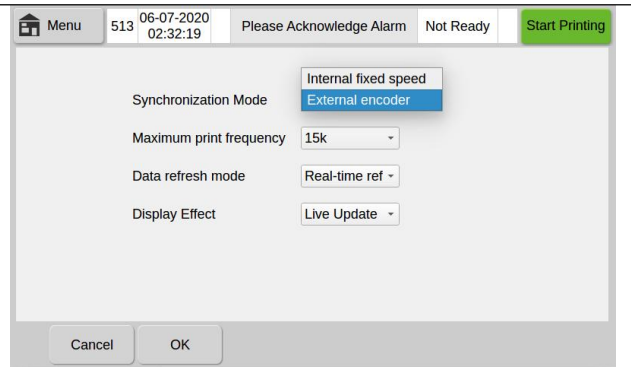 Menu
513
06-07-2020
02:32:19
Please Acknowledge Alarm
Not Ready
Start Printing
Internal fixed speed
Synchronization Mode
External encoder
Maximum print frequency
15k
Data refresh mode
Real-time ref
Display Effect
Live Update
Cancel
OK